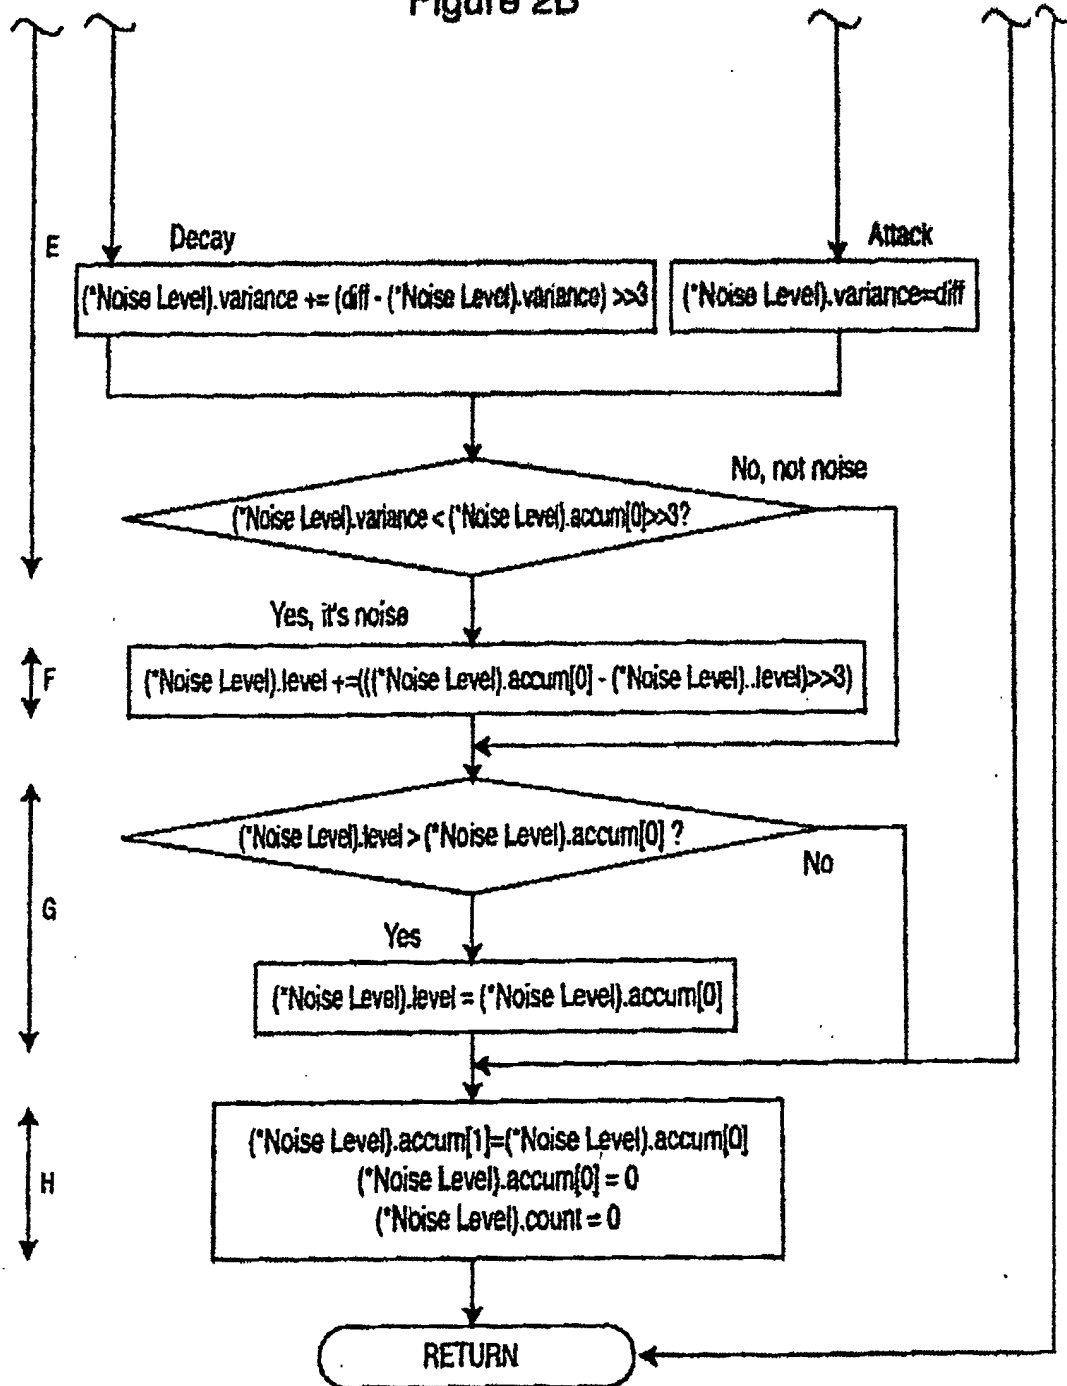 Figure 2B
E
Decay
Attack
(*Noise Level).variance += (diff - (*Noise Level).variance) >>3
(*Noise Level).variance=diff
No, not noise
(*Noise Level).variance < (*Noise Level).accum[0]>>3?
Yes, it's noise
F
(*Noise Level).level +=(((*Noise Level).accum[0] - (*Noise Level)..level)>>3)
(*Noise Level).level > (*Noise Level).accum[0] ?
No
G
Yes
(*Noise Level).level = (*Noise Level).accum[0]
H
(*Noise Level).accum[1]=(*Noise Level).accum[0]
(*Noise Level).accum[0] = 0
(*Noise Level).count = 0
RETURN